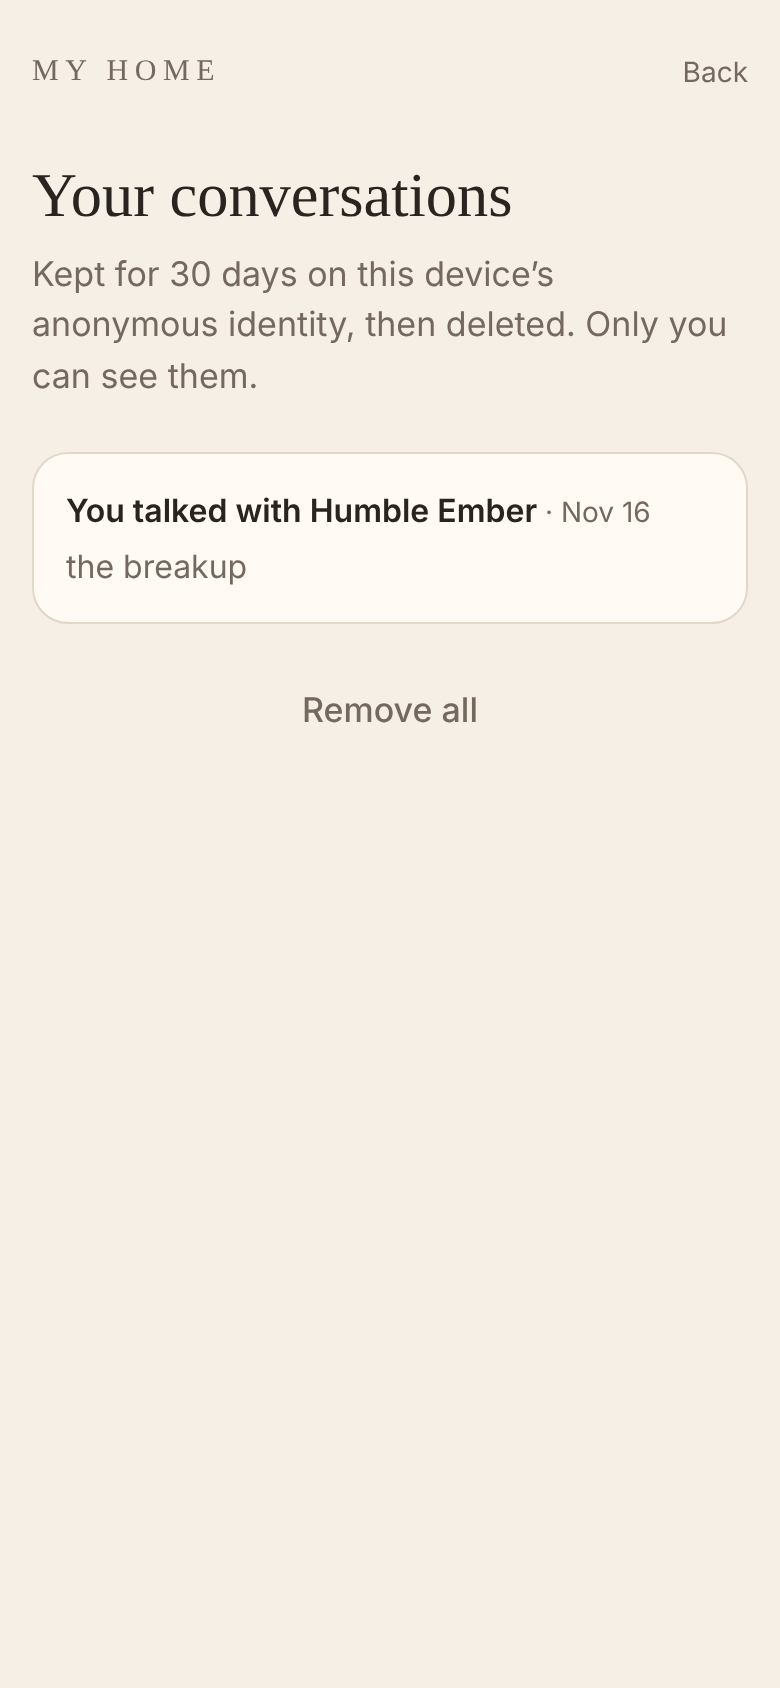 MY HOME
Back
Your conversations
Kept for 30 days on this device’s
anonymous identity, then deleted. Only you
can see them.
You talked with Humble Ember · Nov 16
the breakup
Remove all